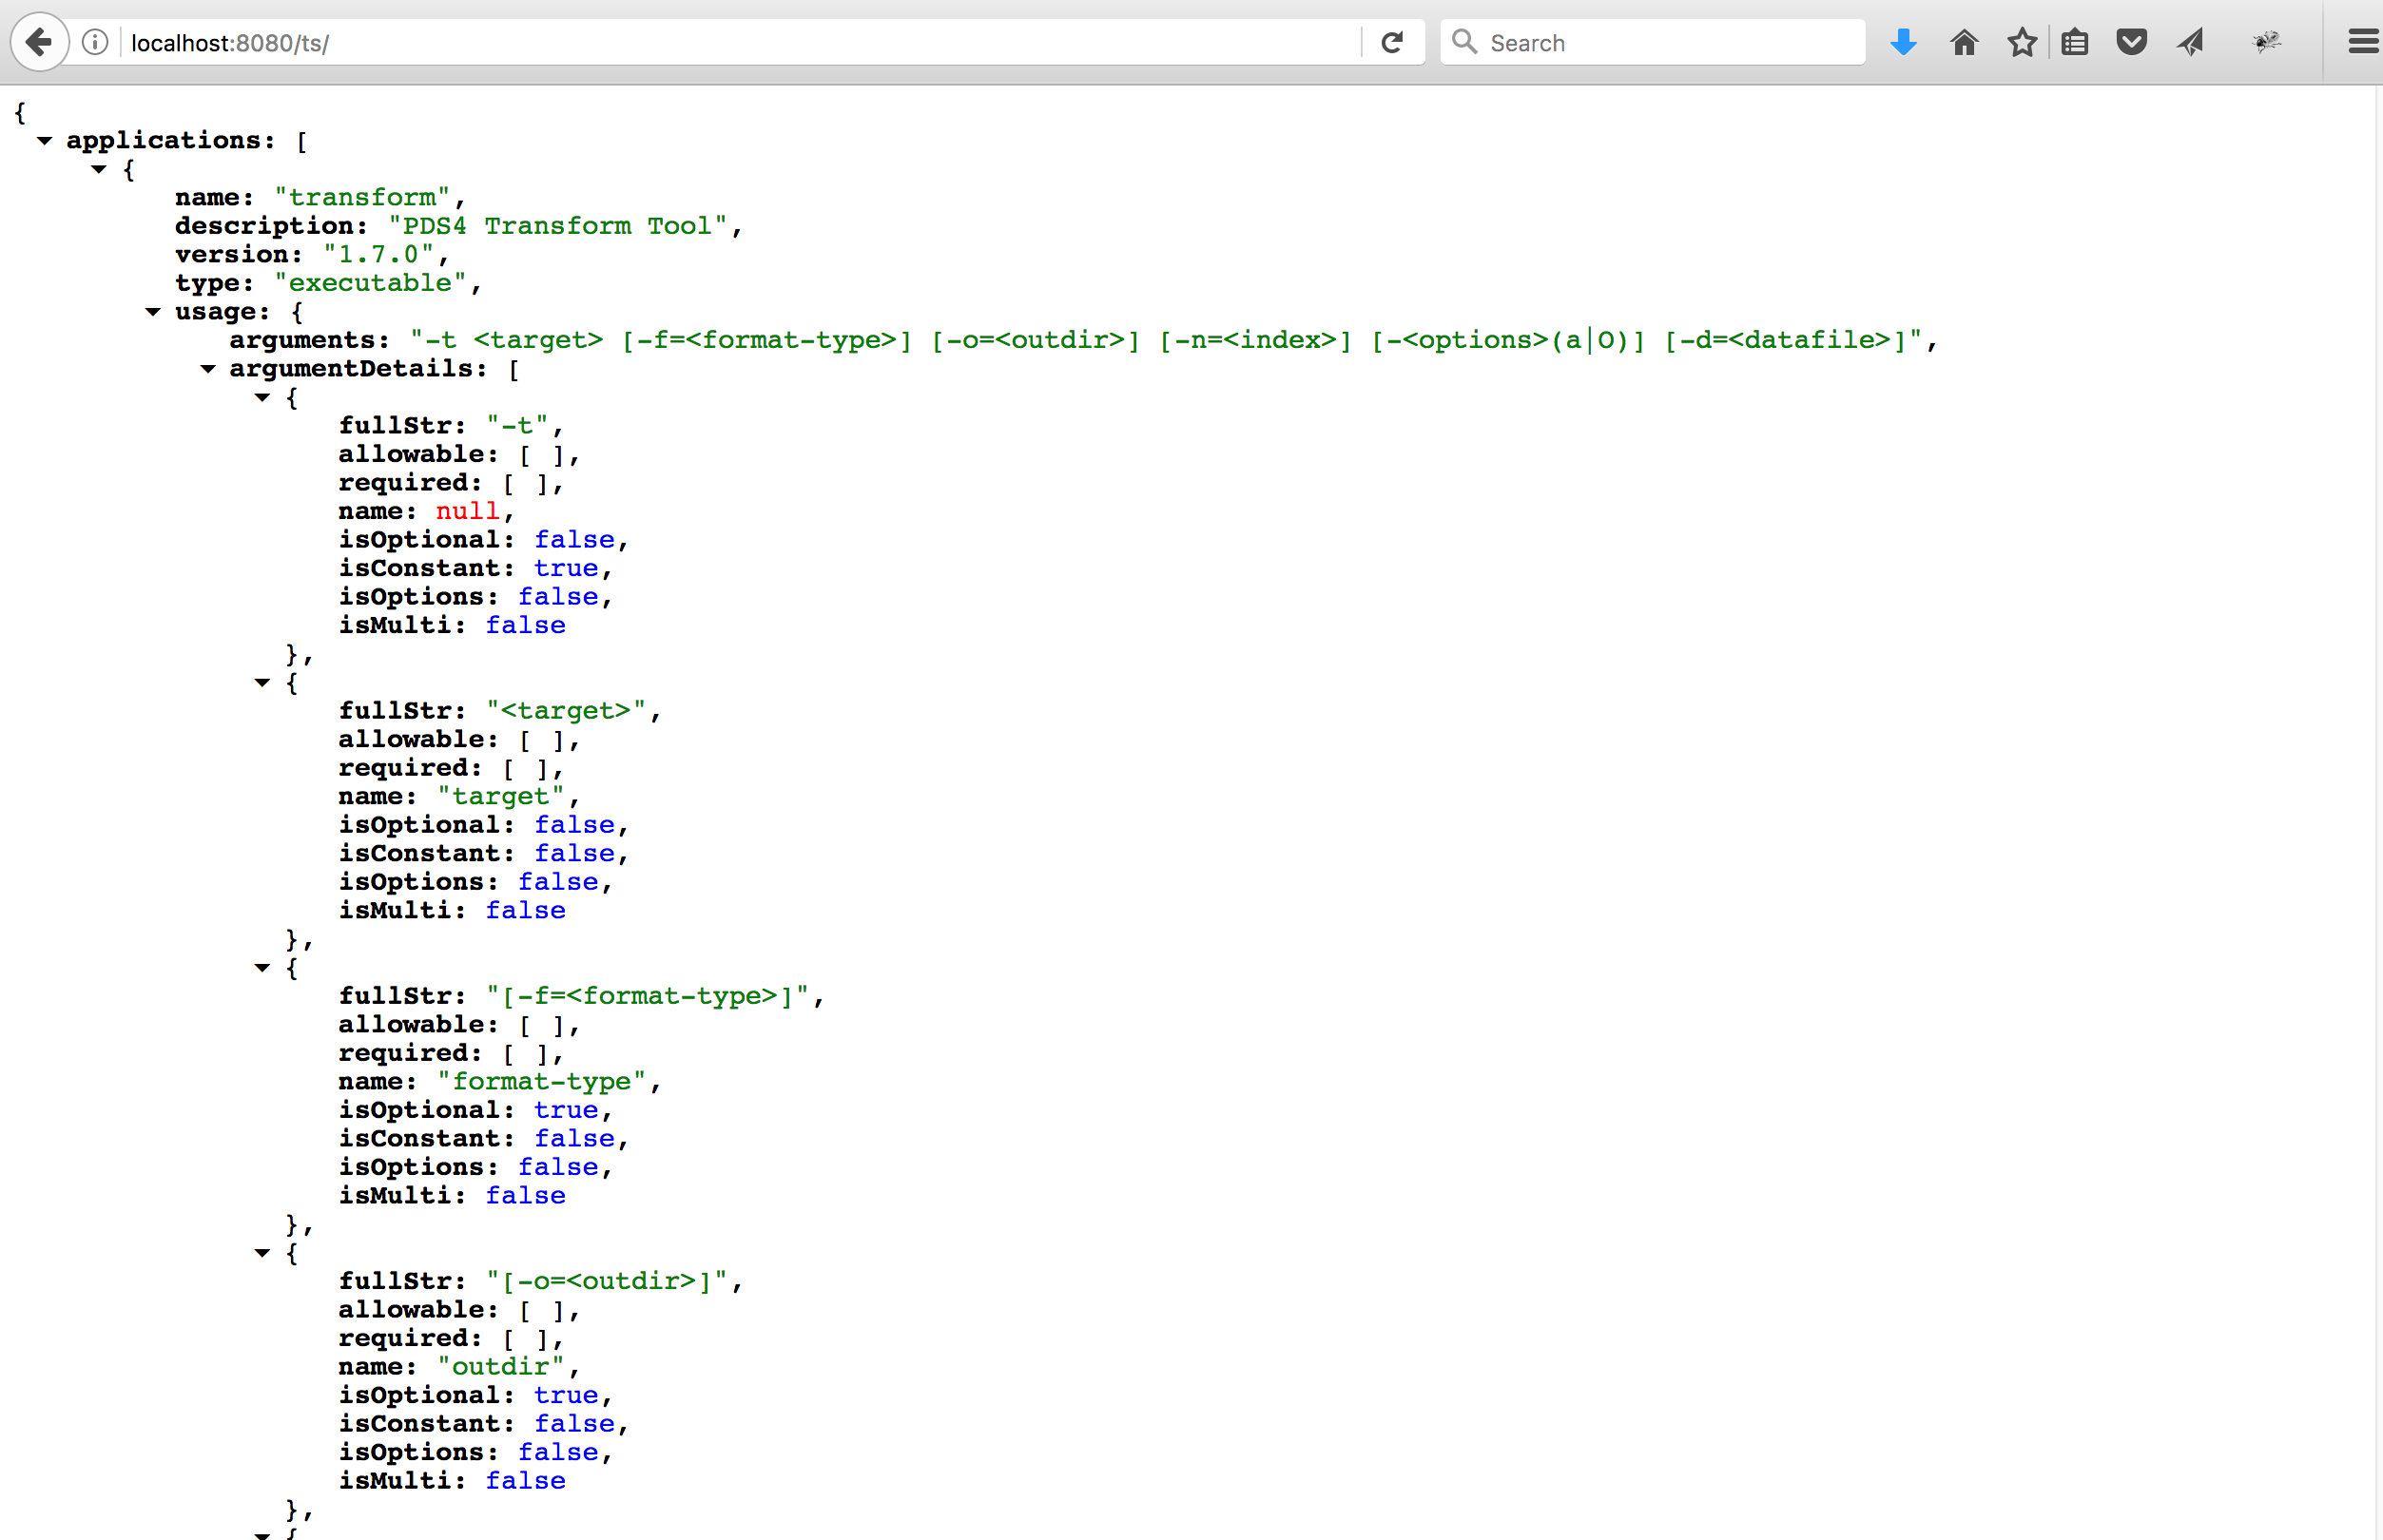 localhost:8080/ts/
Search
{
applications: [
{
name: "transform",
description: "PDS4 Transform Tool",
version: "1.7.0",
type: "executable",
usage: {
arguments: "-t <target> [-f=<format-type>] [-o=<outdir>] [-n=<index>] [-<options>(a|O)] [-d=<datafile>]",
argumentDetails: [
{
fullStr: "-t",
allowable: [ ],
required: [ ],
name: null,
isOptional: false,
isConstant: true,
isOptions: false,
isMulti: false
},
{
fullStr: "<target>",
allowable: [ ],
required: [ ],
name: "target",
isOptional: false,
isConstant: false,
isOptions: false,
isMulti: false
},
{
fullStr: "[-f=<format-type>]",
allowable: [ ],
required: [ ],
name: "format-type",
isOptional: true,
isConstant: false,
isOptions: false,
isMulti: false
},
{
fullStr: "[-o=<outdir>]",
allowable: [ ],
required: [ ],
name: "outdir",
isOptional: true,
isConstant: false,
isOptions: false,
isMulti: false
},
{